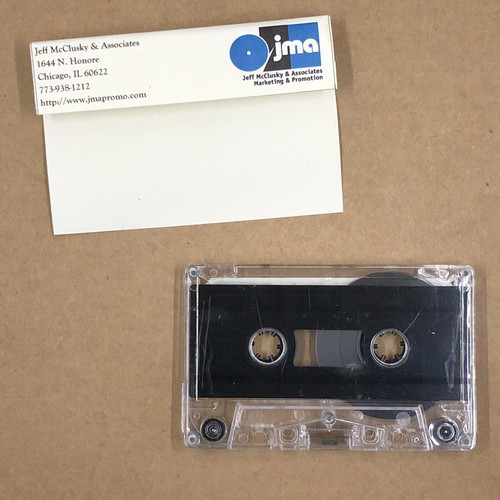 Jeff McClusky & Associates
1644 N. Honore
Chicago, IL 60622
773-938-1212
http://www.jmapromo.com
jma
Jeff McClusky & Associates
Marketing & Promotion